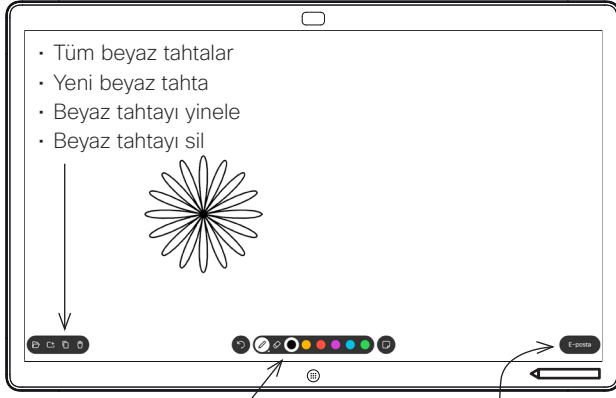 · Tüm beyaz tahtalar
· Yeni beyaz tahta
· Beyaz tahtayı yinele
· Beyaz tahtayı sil
E-posta